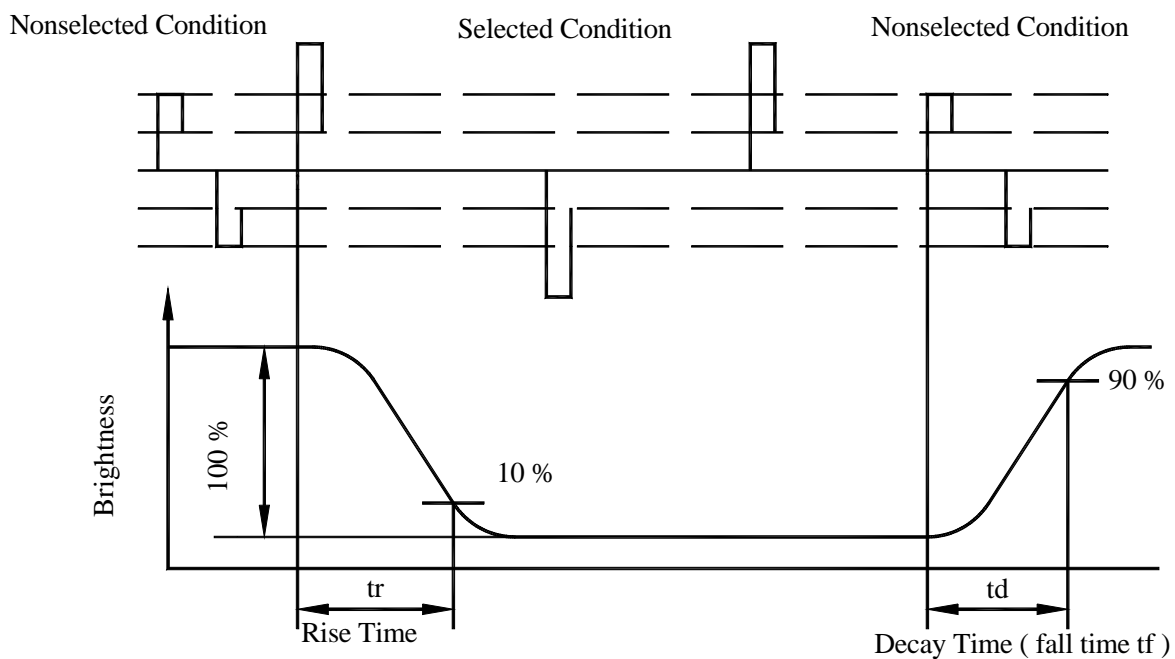 Nonselected Condition
Selected Condition
Nonselected Condition
Brightness
100 %
10 %
90 %
tr
Rise Time
td
Decay Time ( fall time tf )